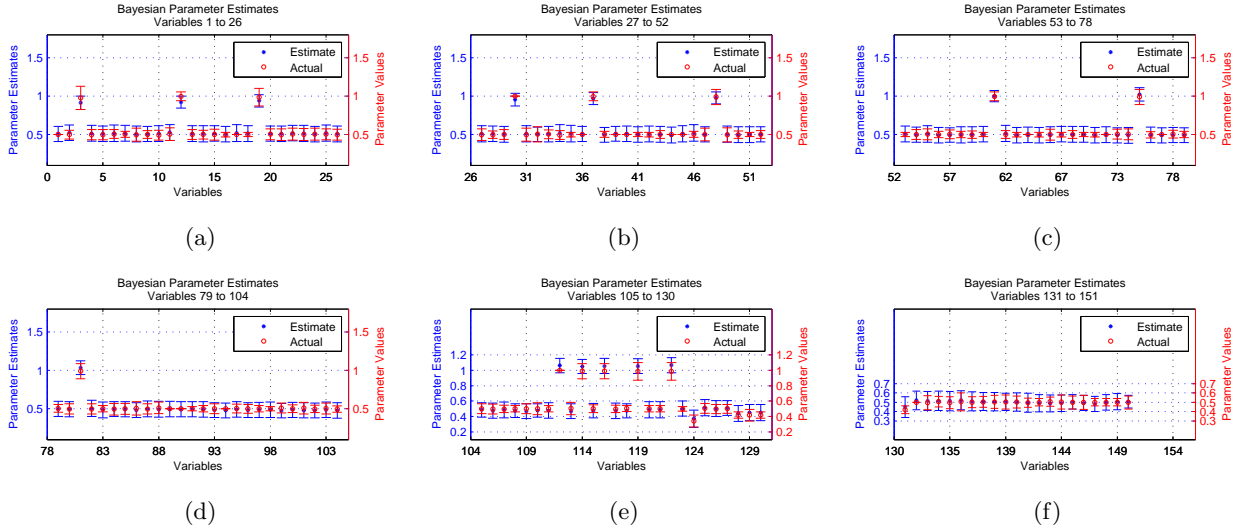 Bayesian Parameter Estimates
Variables 1 to 26
Parameter Estimates
Parameter Values
1.5
1
0.5
1.5
1
0.5
Estimate
Actual
0 5 10 15 20 25
Variables
(a)
Bayesian Parameter Estimates
Variables 27 to 52
Parameter Estimates
Parameter Values
1.5
1
0.5
1.5
1
0.5
Estimate
Actual
26 31 36 41 46 51
Variables
(b)
Bayesian Parameter Estimates
Variables 53 to 78
Parameter Estimates
Parameter Values
1.5
1
0.5
1.5
1
0.5
Estimate
Actual
52 57 62 67 73 78
Variables
(c)
Bayesian Parameter Estimates
Variables 79 to 104
Parameter Estimates
Parameter Values
1.5
1
0.5
1.5
1
0.5
Estimate
Actual
78 83 88 93 98 103
Variables
(d)
Bayesian Parameter Estimates
Variables 105 to 130
Parameter Estimates
Parameter Values
1.2
1.0
0.8
0.6
0.4
0.2
1.2
1.0
0.8
0.6
0.4
0.2
Estimate
Actual
104 109 114 119 124 129
Variables
(e)
Bayesian Parameter Estimates
Variables 131 to 151
Parameter Estimates
Parameter Values
0.7
0.6
0.5
0.4
0.3
0.7
0.6
0.5
0.4
0.3
Estimate
Actual
130 135 139 144 149 154
Variables
(f)